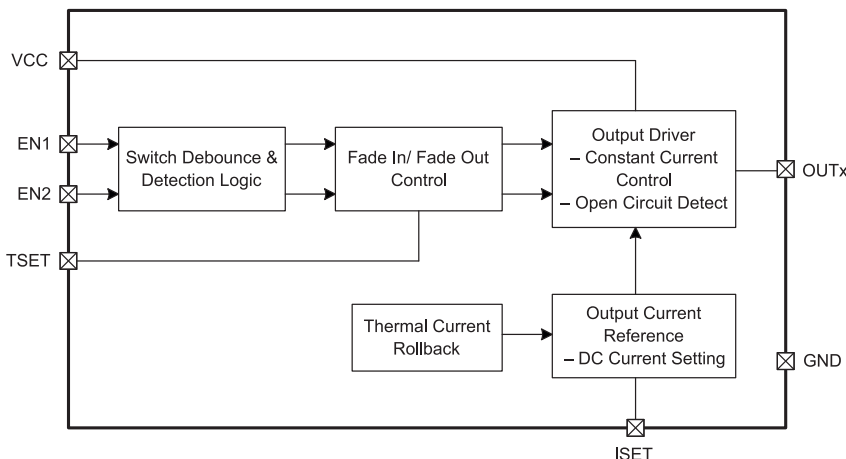 VCC
EN1
EN2
TSET
Switch Debounce &
Detection Logic
Fade In/ Fade Out
Control
Output Driver
– Constant Current
Control
– Open Circuit Detect
OUTx
Thermal Current
Rollback
Output Current
Reference
– DC Current Setting
GND
ISET